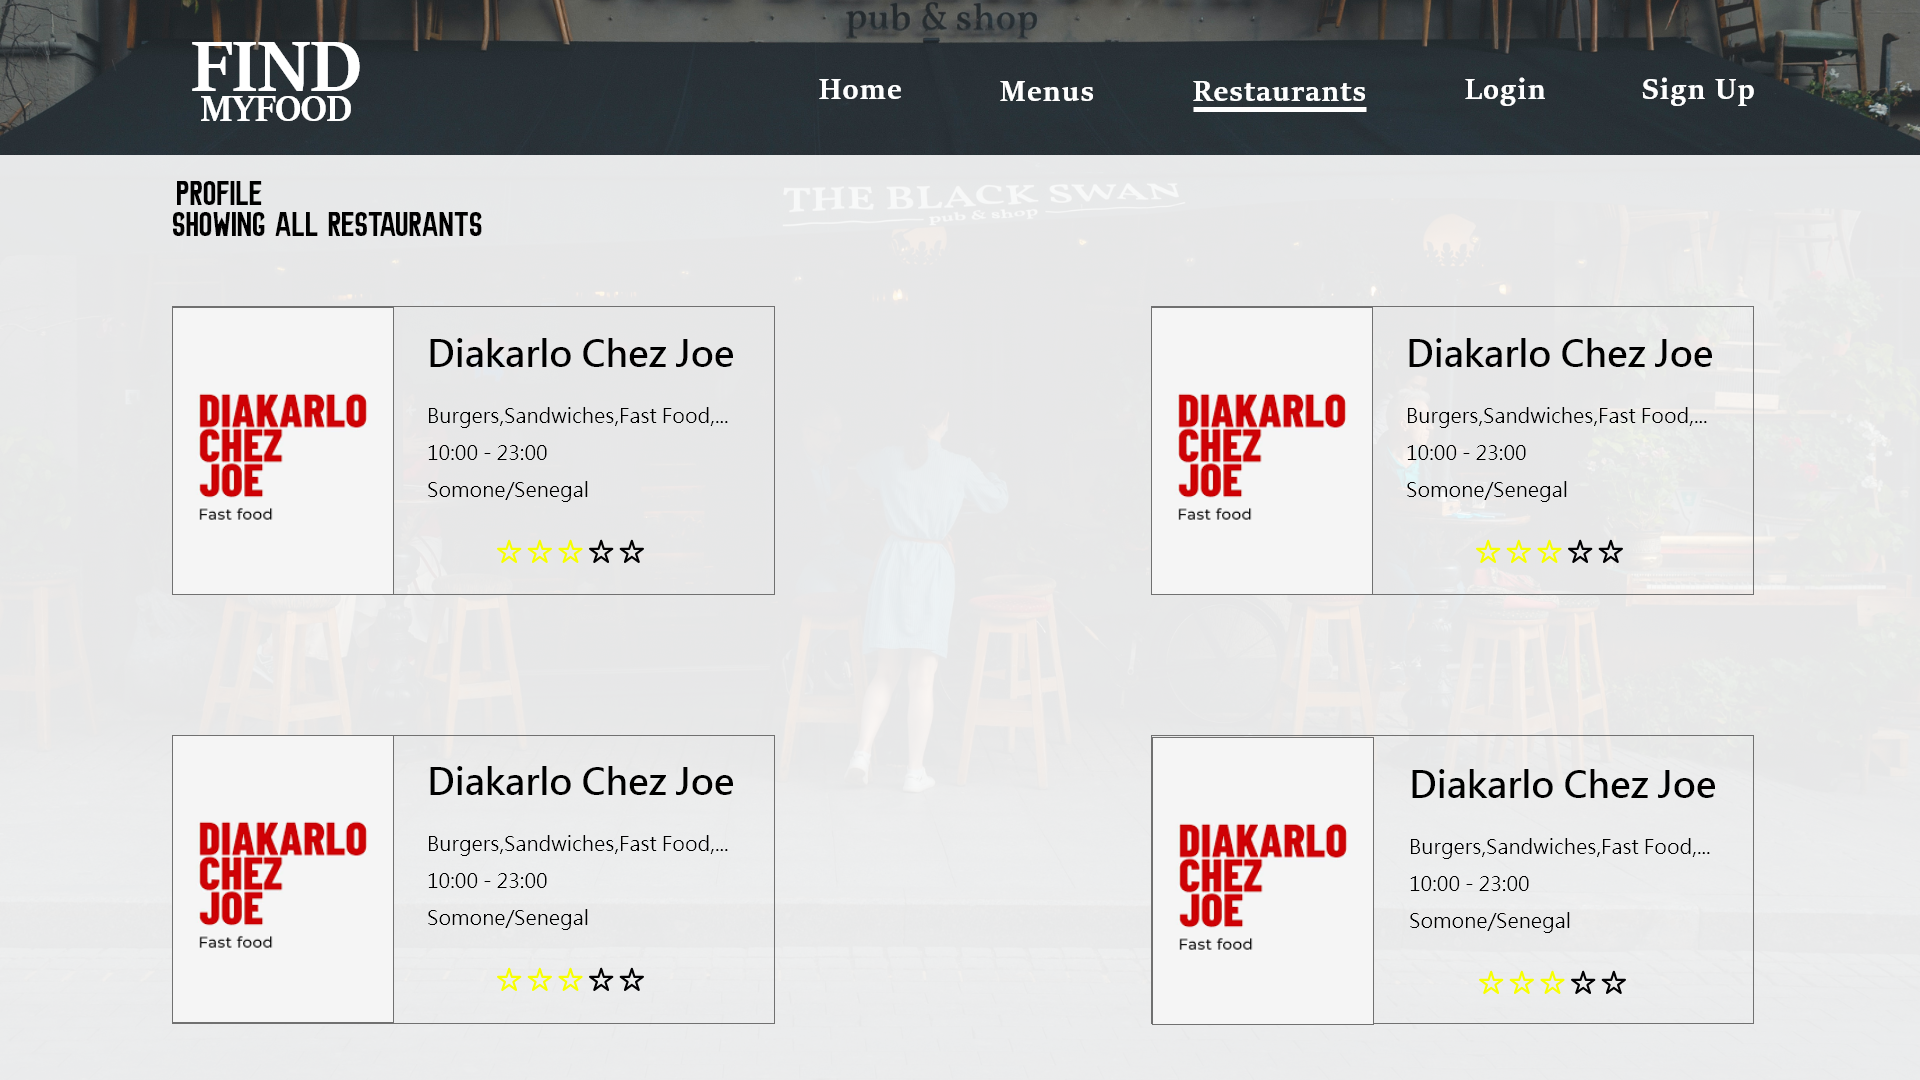 pub & shop
FIND
MYFOOD
Home
Menus
Restaurants
Login
Sign Up
PROFILE
SHOWING ALL RESTAURANTS
THE BLACK SWAN
pub & shop
DIAKARLO
CHEZ
JOE
Fast food
Diakarlo Chez Joe
Burgers,Sandwiches,Fast Food,...
10:00 - 23:00
Somone/Senegal
DIAKARLO
CHEZ
JOE
Fast food
Diakarlo Chez Joe
Burgers,Sandwiches,Fast Food,...
10:00 - 23:00
Somone/Senegal
DIAKARLO
CHEZ
JOE
Fast food
Diakarlo Chez Joe
Burgers,Sandwiches,Fast Food,...
10:00 - 23:00
Somone/Senegal
DIAKARLO
CHEZ
JOE
Fast food
Diakarlo Chez Joe
Burgers,Sandwiches,Fast Food,...
10:00 - 23:00
Somone/Senegal